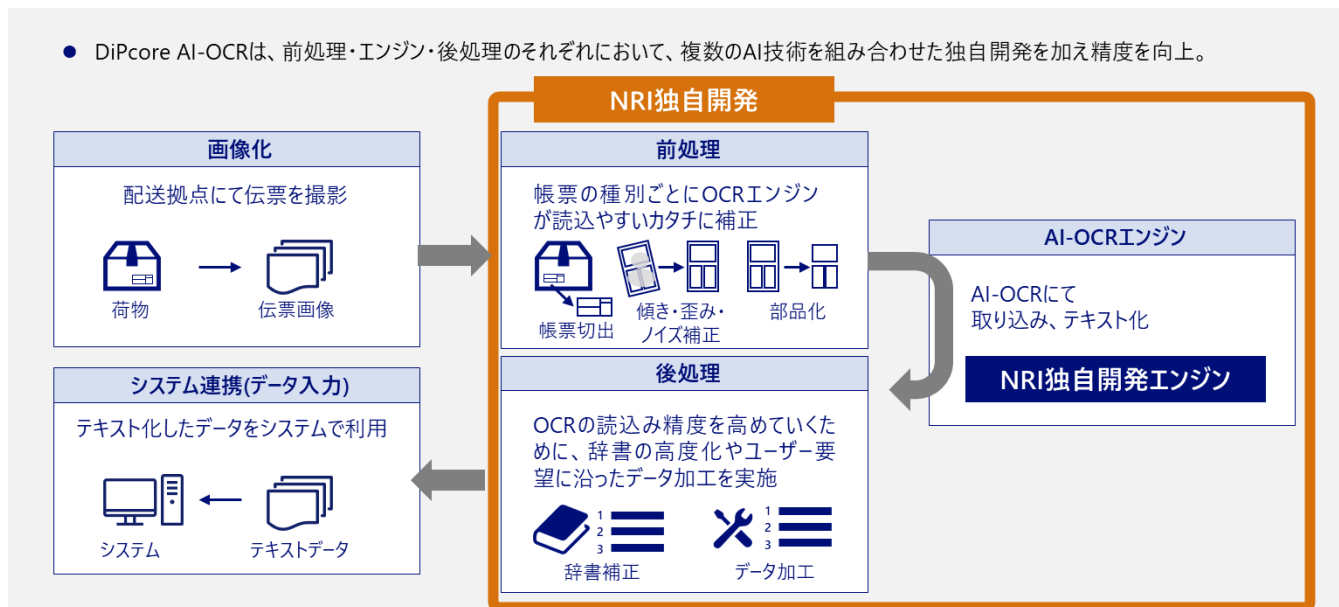 ● DiPcore AI-OCRは、前処理・エンジン・後処理のそれぞれにおいて、複数のAI技術を組み合わせた独自開発を加え精度を向上。
NRI独自開発
画像化
配送拠点にて伝票を撮影
荷物
伝票画像
前処理
帳票の種別ごとにOCRエンジン
が読込やすいカタチに補正
帳票切出
傾き・歪み・
ノイズ補正
部品化
AI-OCRエンジン
AI-OCRにて
取り込み、テキスト化
NRI独自開発エンジン
後処理
OCRの読込み精度を高めていくた
めに、辞書の高度化やユーザー要
望に沿ったデータ加工を実施
1
2
3
辞書補正
1
2
3
データ加工
システム連携(データ入力)
テキスト化したデータをシステムで利用
システム
テキストデータ